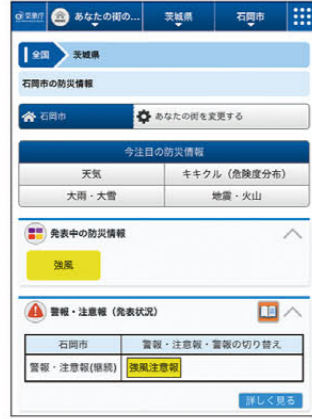 気象庁 あなたの街の... 茨城県 石岡市
全国 茨城県
石岡市の防災情報
石岡市 あなたの街を変更する
今注目の防災情報
天気 キキクル（危険度分布）
大雨・大雪 地震・火山
発表中の防災情報
強風
警報・注意報（発表状況）
石岡市 警報・注意報・警報の切り替え
警報・注意報(継続) 強風注意報
詳しく見る